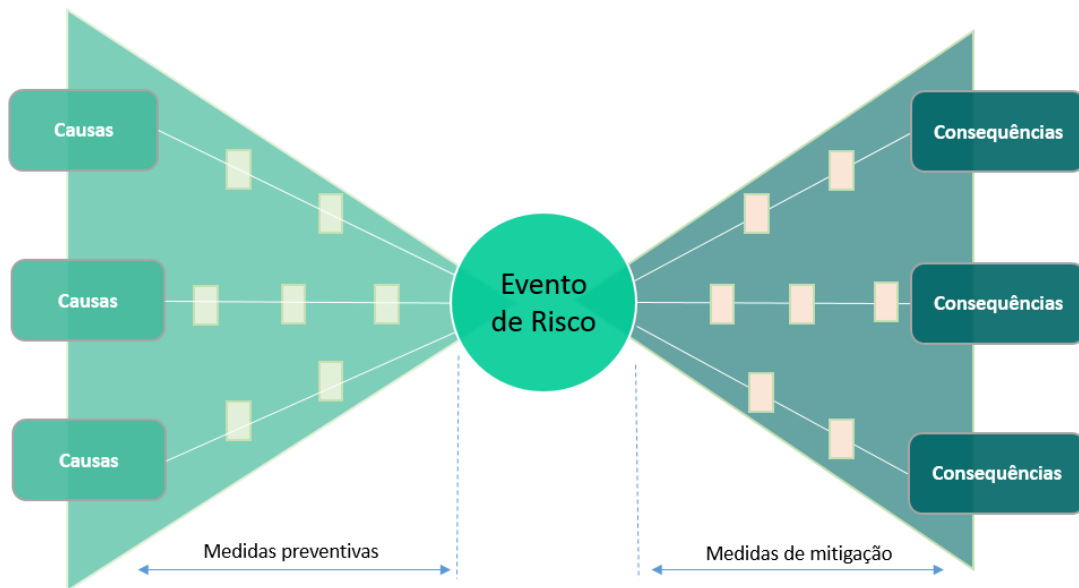 Causas
Consequências
Causas
Evento
de Risco
Consequências
Causas
Consequências
Medidas preventivas
Medidas de mitigação